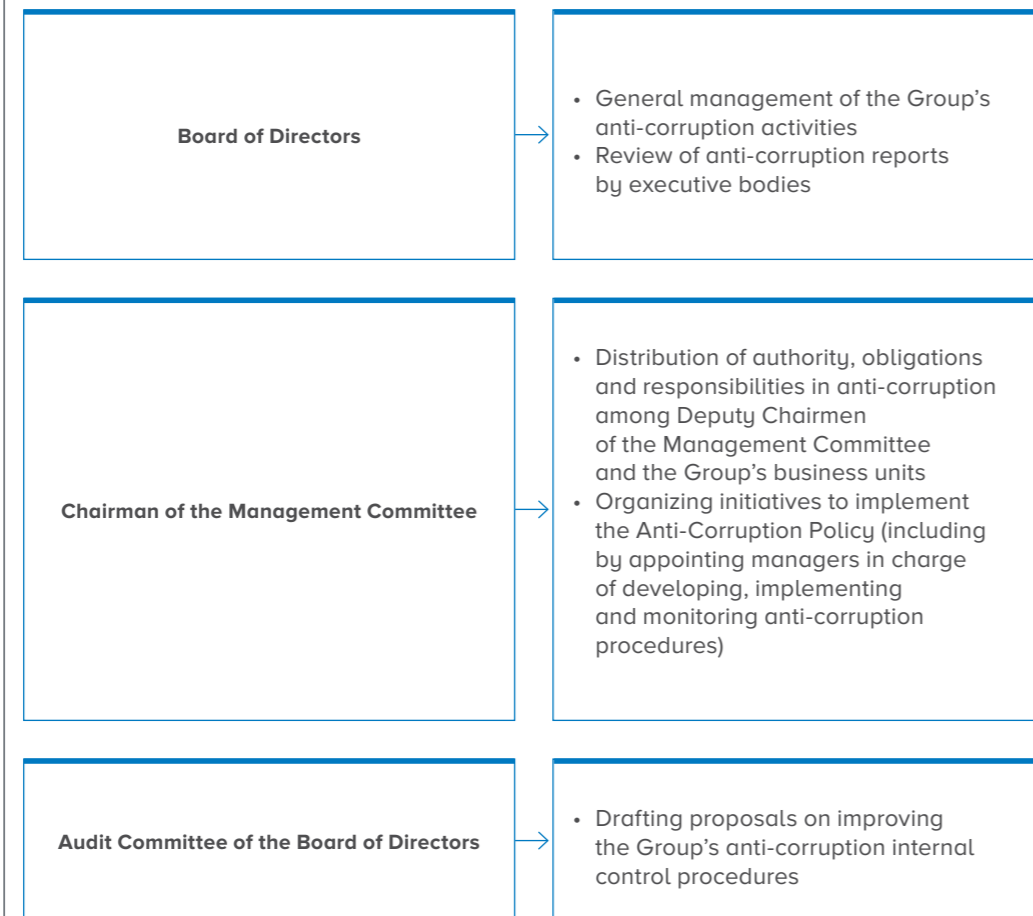 Board of Directors
• General management of the Group's
anti-corruption activities
• Review of anti-corruption reports
by executive bodies
Chairman of the Management Committee
• Distribution of authority, obligations
and responsibilities in anti-corruption
among Deputy Chairmen
of the Management Committee
and the Group's business units
• Organizing initiatives to implement
the Anti-Corruption Policy (including
by appointing managers in charge
of developing, implementing
and monitoring anti-corruption
procedures)
Audit Committee of the Board of Directors
• Drafting proposals on improving
the Group's anti-corruption internal
control procedures